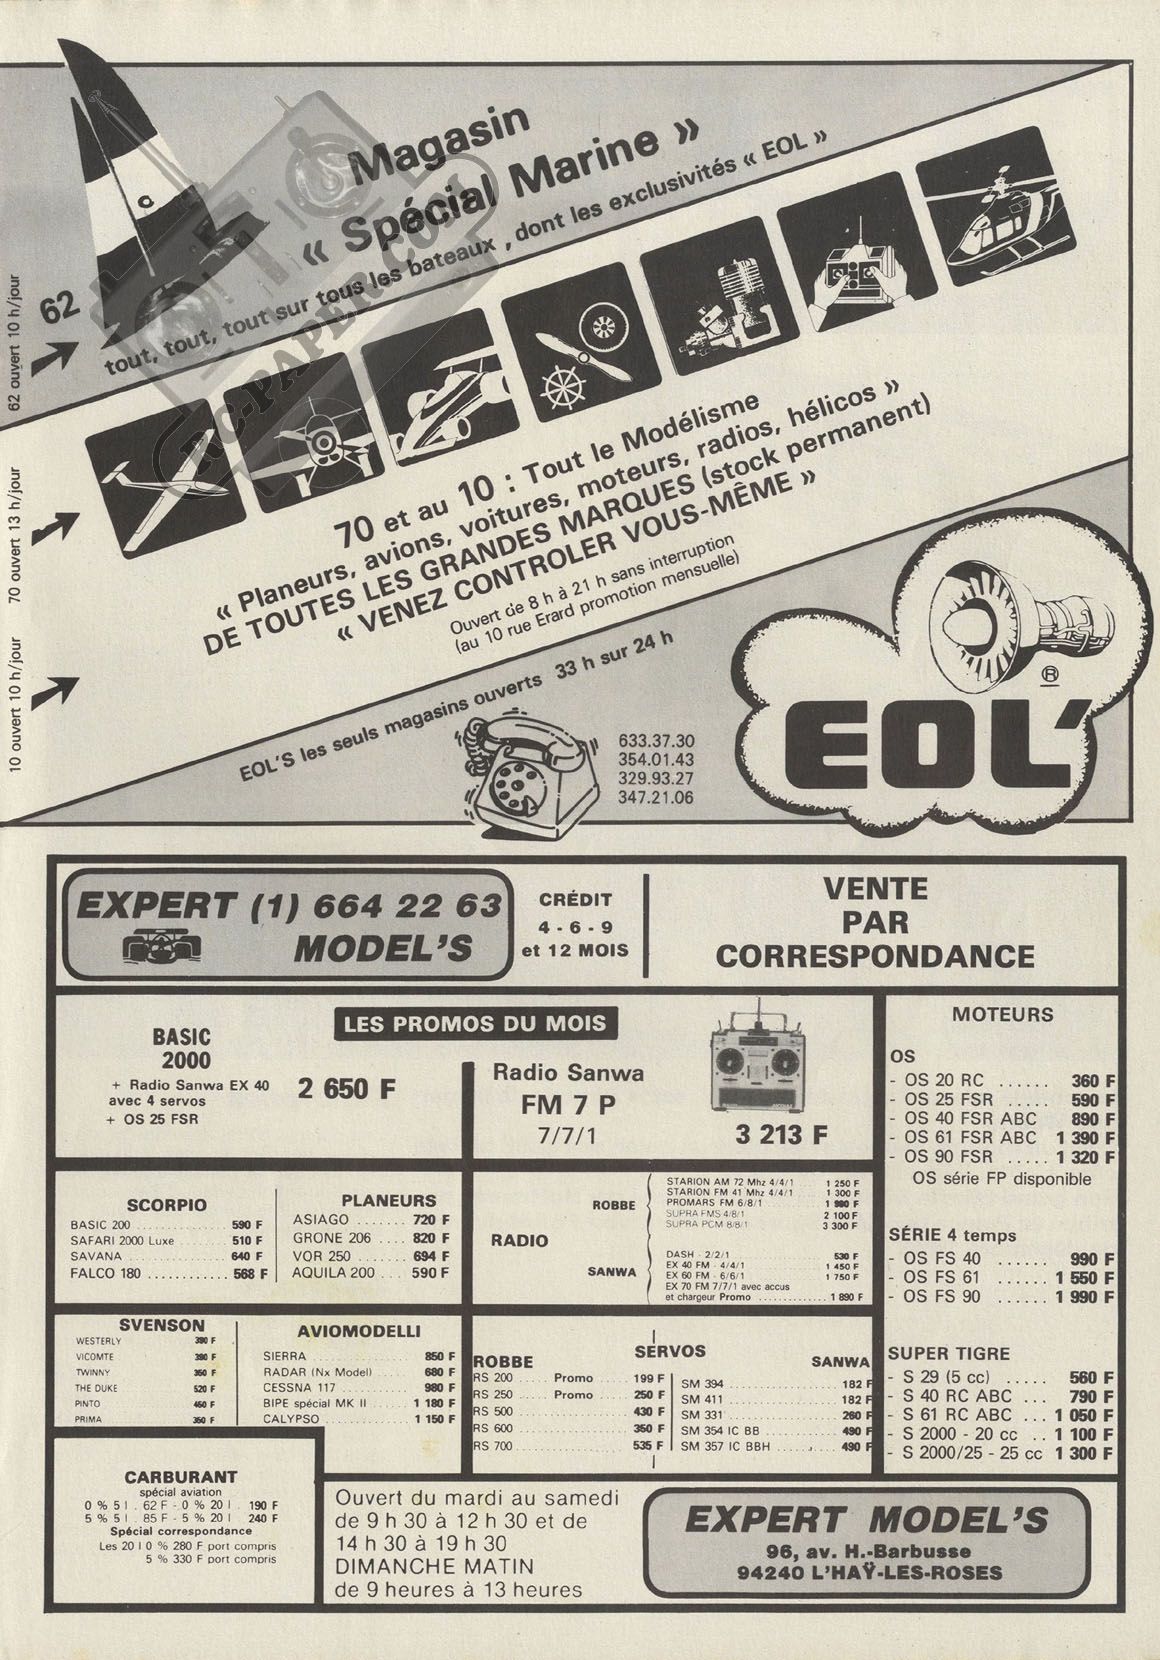 Magasin
« Spécial Marine »
tout, tout, tout sur tous les bateaux, dont les exclusivités « EOL »
62
62 ouvert 10 h/jour
70 ouvert 13 h/jour
10 ouvert 10 h/jour
RC-PAPER.COM
70 et au 10 : Tout le Modélisme
« Planeurs, avions, voitures, moteurs, radios, hélicos »
DE TOUTES LES GRANDES MARQUES (stock permanent)
« VENEZ CONTROLER VOUS-MÊME »
Ouvert de 8 h à 21 h sans interruption
(au 10 rue Erard promotion mensuelle)
EOL'S les seuls magasins ouverts 33 h sur 24 h
633.37.30
354.01.43
329.93.27
347.21.06
®
EOL'
EXPERT (1) 664 22 63
MODEL'S
CRÉDIT
4 - 6 - 9
et 12 MOIS
VENTE
PAR
CORRESPONDANCE
LES PROMOS DU MOIS
BASIC
2000
+ Radio Sanwa EX 40
avec 4 servos
+ OS 25 FSR
2 650 F
Radio Sanwa
FM 7 P
7/7/1
3 213 F
MOTEURS
OS
- OS 20 RC ...... 360 F
- OS 25 FSR ..... 590 F
- OS 40 FSR ABC 890 F
- OS 61 FSR ABC 1 390 F
- OS 90 FSR ..... 1 320 F
OS série FP disponible
SÉRIE 4 temps
- OS FS 40 ...... 990 F
- OS FS 61 ...... 1 550 F
- OS FS 90 ...... 1 990 F
SUPER TIGRE
- S 29 (5 cc) ..... 560 F
- S 40 RC ABC ... 790 F
- S 61 RC ABC ... 1 050 F
- S 2000 - 20 cc .. 1 100 F
- S 2000/25 - 25 cc 1 300 F
SCORPIO
BASIC 200 ............... 590 F
SAFARI 2000 Luxe ..... 510 F
SAVANA ................ 640 F
FALCO 180 ............ 568 F
PLANEURS
ASIAGO ....... 720 F
GRONE 206 .... 820 F
VOR 250 ...... 694 F
AQUILA 200 ... 590 F
RADIO
ROBBE
STARION AM 72 Mhz 4/4/1 ... 1 250 F
STARION FM 41 Mhz 4/4/1 ... 1 300 F
PROMARS FM 6/8/1 ......... 1 980 F
SUPRA FMS 4/8/1 .......... 2 100 F
SUPRA PCM 8/8/1 .......... 3 300 F
SANWA
DASH - 2/2/1 ............. 530 F
EX 40 FM - 4/4/1 ......... 1 450 F
EX 60 FM - 6/6/1 ......... 1 750 F
EX 70 FM 7/7/1 avec accus
et chargeur Promo ............. 1 890 F
SVENSON
WESTERLY 390 F
VICOMTE 390 F
TWINNY 350 F
THE DUKE 520 F
PINTO 450 F
PRIMA 350 F
AVIOMODELLI
SIERRA ............... 850 F
RADAR (Nx Model) ..... 680 F
CESSNA 117 ........... 980 F
BIPE spécial MK II ... 1 180 F
CALYPSO .............. 1 150 F
SERVOS
ROBBE
RS 200 ...... Promo ..... 199 F
RS 250 ...... Promo ..... 250 F
RS 500 .................. 430 F
RS 600 .................. 350 F
RS 700 .................. 535 F
SANWA
SM 394 .................. 182 F
SM 411 .................. 182 F
SM 331 .................. 260 F
SM 354 IC BB ............ 490 F
SM 357 IC BBH ........... 490 F
CARBURANT
spécial aviation
0 % 5 l . 62 F - 0 % 20 l . 190 F
5 % 5 l . 85 F - 5 % 20 l . 240 F
Spécial correspondance
Les 20 l 0 % 280 F port compris
5 % 330 F port compris
Ouvert du mardi au samedi
de 9 h 30 à 12 h 30 et de
14 h 30 à 19 h 30
DIMANCHE MATIN
de 9 heures à 13 heures
EXPERT MODEL'S
96, av. H.-Barbusse
94240 L'HAŸ-LES-ROSES